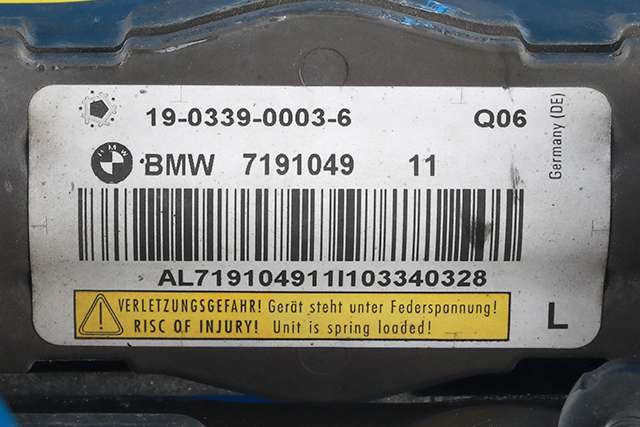 19-0339-0003-6 Q06
Germany (DE)
BMW
BMW 7191049 11
AL719104911I103340328
VERLETZUNGSGEFAHR! Gerät steht unter Federspannung!
RISC OF INJURY! Unit is spring loaded!
L